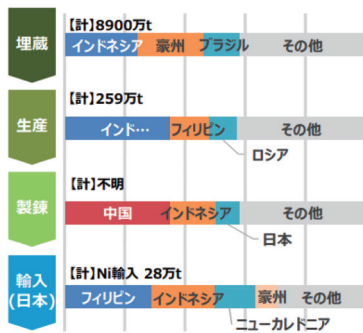 【計】8900万t
埋蔵
インドネシア 豪州 ブラジル その他
【計】259万t
生産
インド… フィリピン その他
ロシア
【計】不明
製錬
中国 インドネシア その他
日本
【計】Ni輸入 28万t
輸入
(日本)
フィリピン インドネシア 豪州 その他
ニューカレドニア